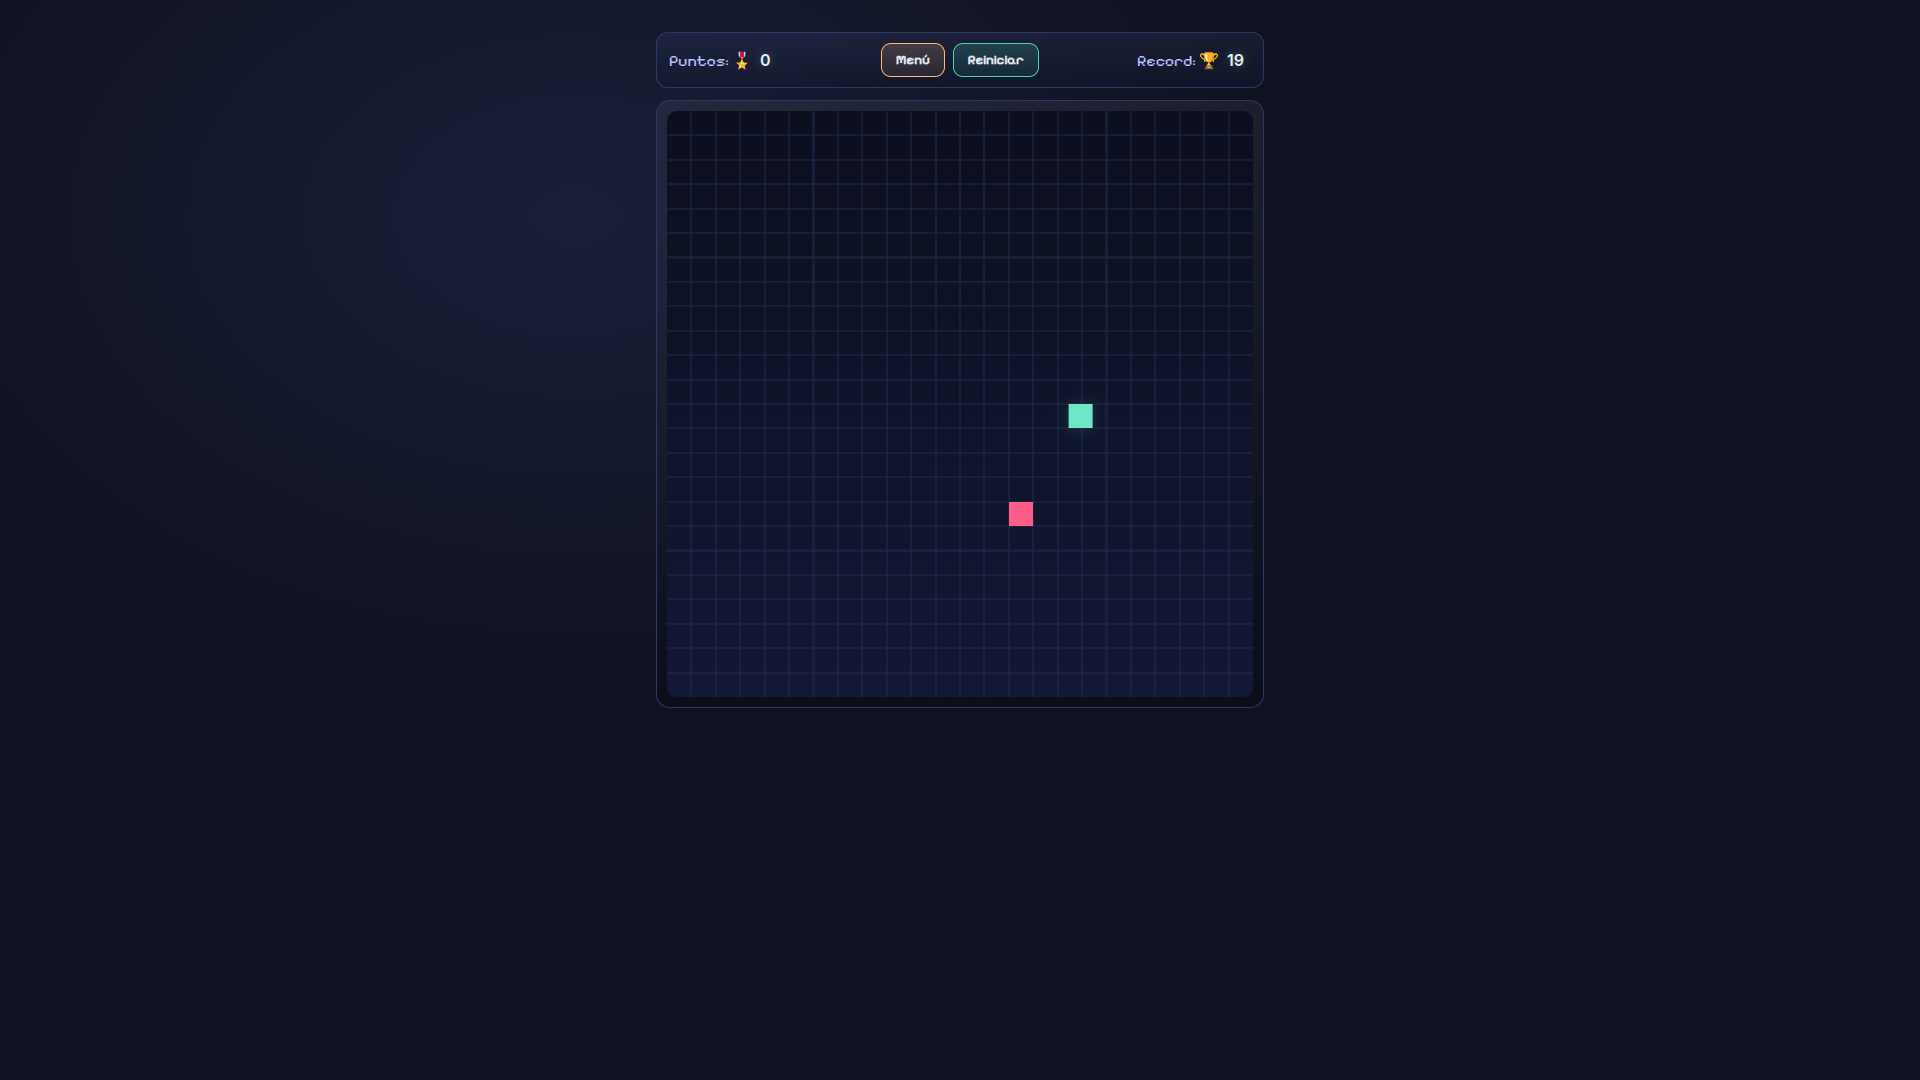 Puntos: 🎖️ 0
Menú
Reiniciar
Record: 🏆 19